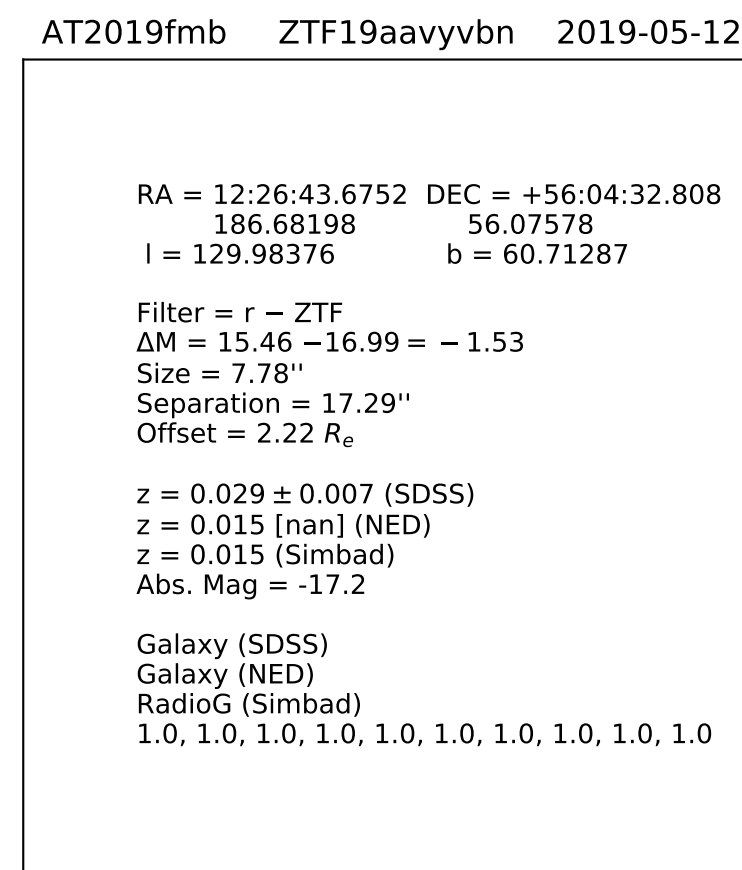 AT2019fmb ZTF19aavyvbn 2019-05-12
RA = 12:26:43.6752 DEC = +56:04:32.808
186.68198 56.07578
l = 129.98376 b = 60.71287
Filter = r − ZTF
ΔM = 15.46 −16.99 = − 1.53
Size = 7.78''
Separation = 17.29''
Offset = 2.22 Rₑ
z = 0.029 ± 0.007 (SDSS)
z = 0.015 [nan] (NED)
z = 0.015 (Simbad)
Abs. Mag = -17.2
Galaxy (SDSS)
Galaxy (NED)
RadioG (Simbad)
1.0, 1.0, 1.0, 1.0, 1.0, 1.0, 1.0, 1.0, 1.0, 1.0